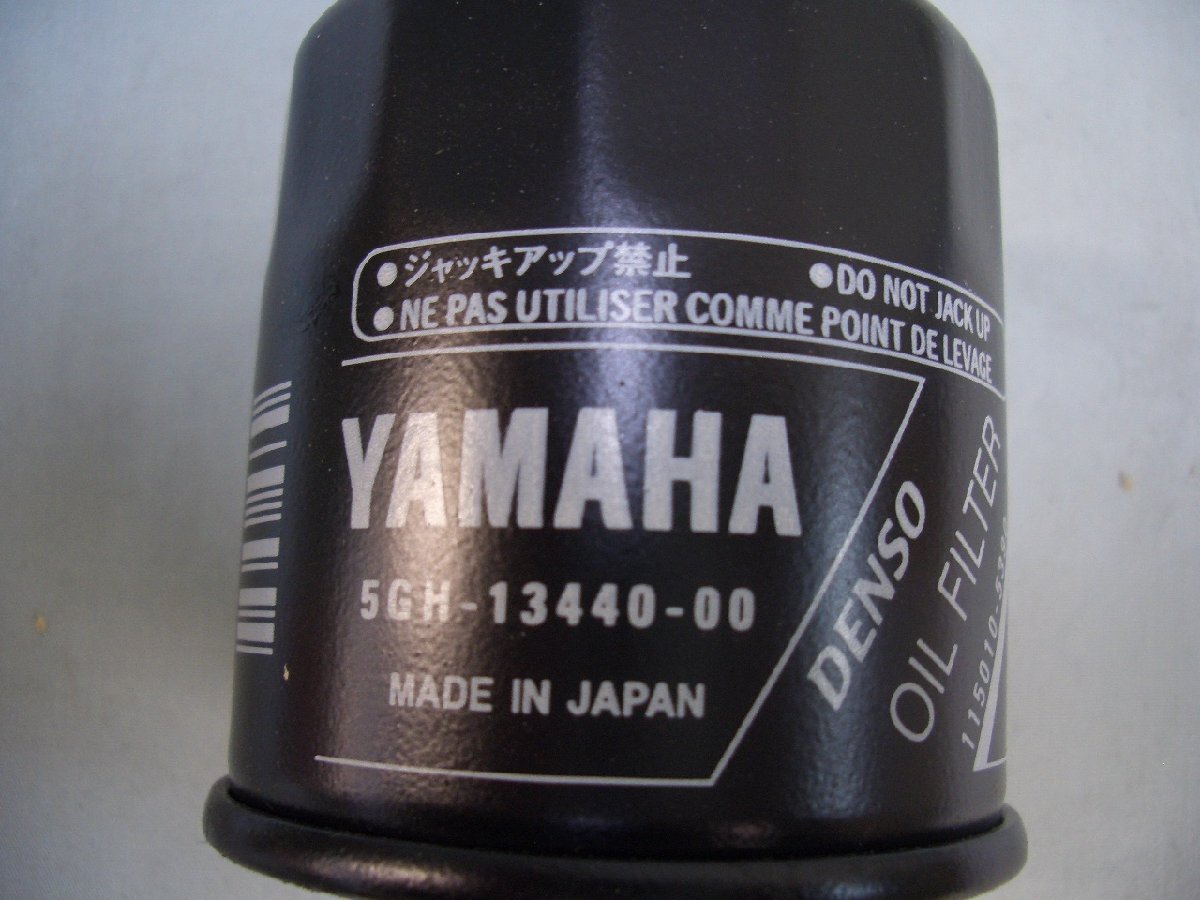 ●ジャッキアップ禁止 ●DO NOT JACK UP
●NE PAS UTILISER COMME POINT DE LEVAGE
YAMAHA
5GH-13440-00
MADE IN JAPAN
DENSO
OIL FILTER